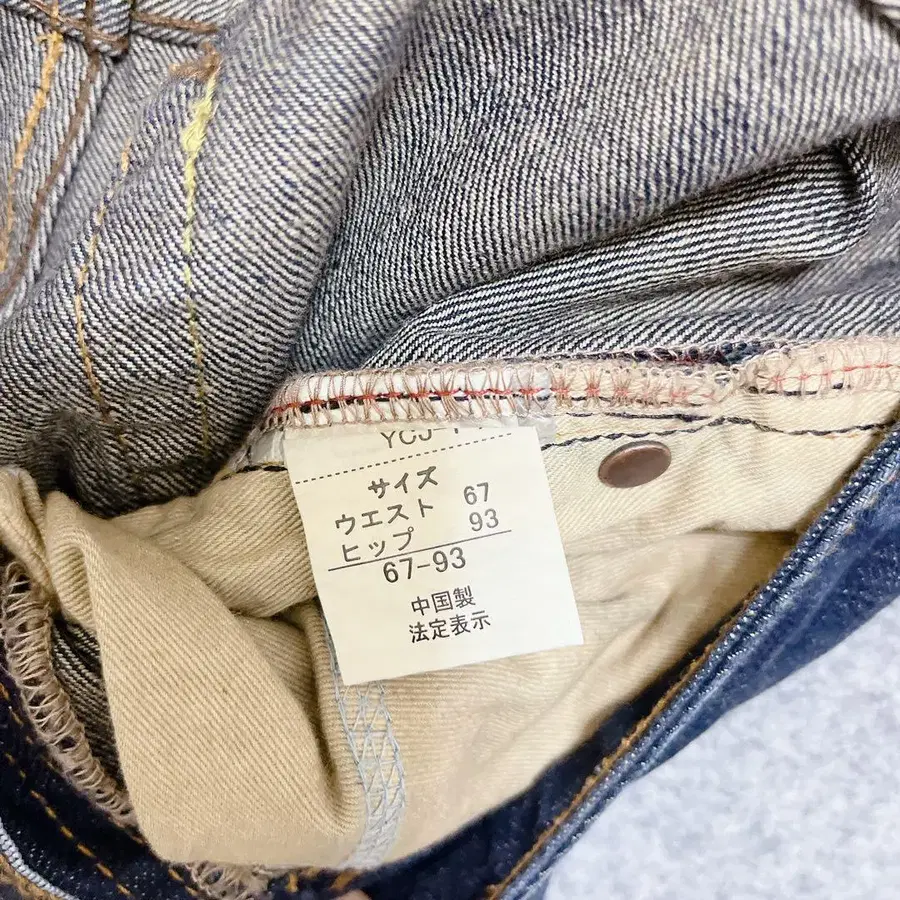 サイズ
ウエスト 67
ヒップ 93
67-93
中国製
法定表示